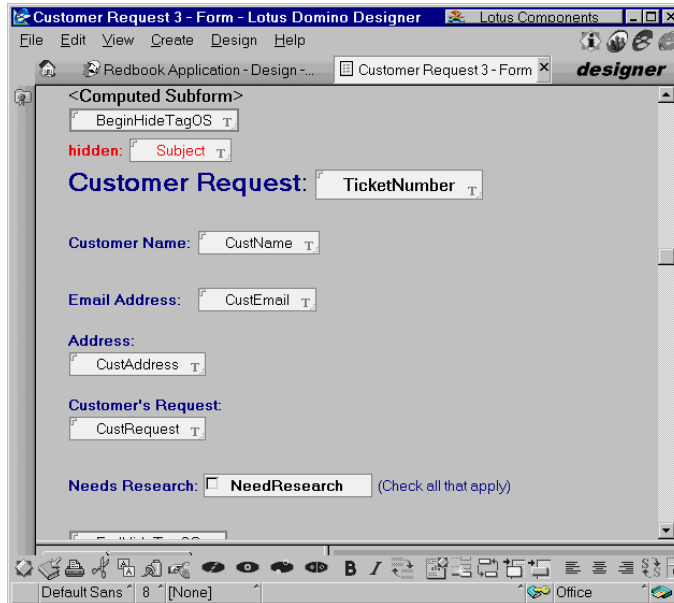 Customer Request 3 - Form - Lotus Domino Designer
Lotus Components
File Edit View Create Design Help
Redbook Application - Design -...
Customer Request 3 - Form
designer
<Computed Subform>
BeginHideTagOS T
hidden: Subject T
Customer Request: TicketNumber T
Customer Name: CustName T
Email Address: CustEmail T
Address:
CustAddress T
Customer's Request:
CustRequest T
Needs Research: NeedResearch (Check all that apply)
B I
Default Sans 8 [None] Office